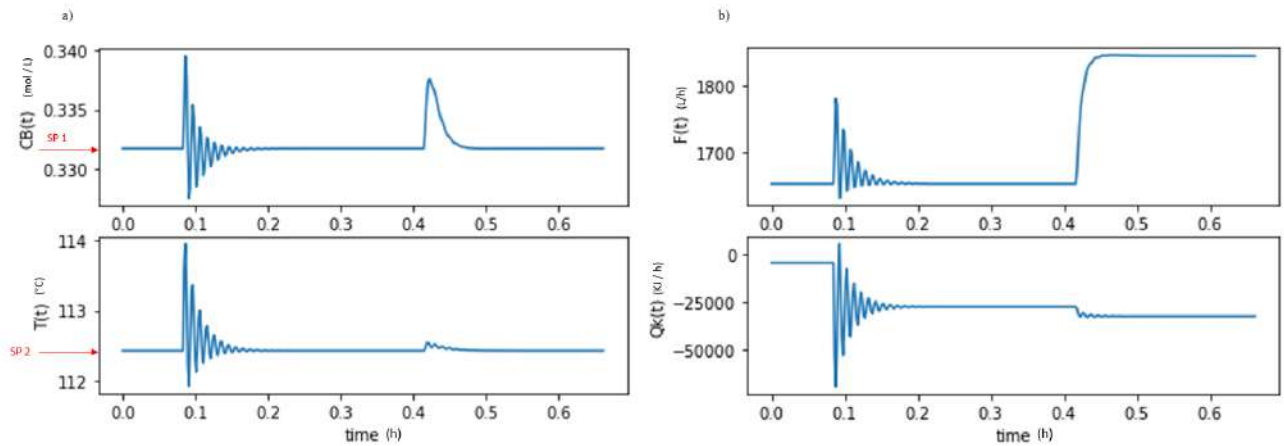 a)
0.340
0.335
0.330
CB(t) (mol / L)
SP 1
0.0 0.1 0.2 0.3 0.4 0.5 0.6
114
113
112
T(t) (°C)
SP 2
0.0 0.1 0.2 0.3 0.4 0.5 0.6
time (h)
b)
1800
1700
F(t) (L/h)
0.0 0.1 0.2 0.3 0.4 0.5 0.6
0
−25000
−50000
Qk(t) (KJ / h)
0.0 0.1 0.2 0.3 0.4 0.5 0.6
time (h)